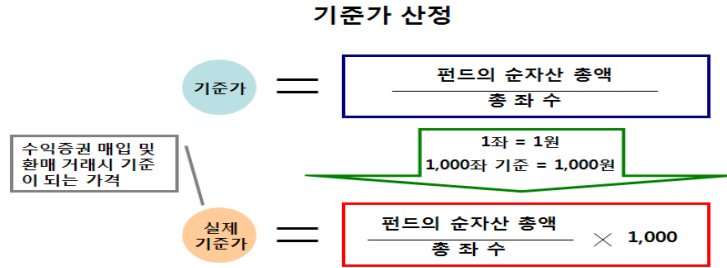 기준가 산정
기준가
=
펀드의 순자산 총액
총 좌 수
수익증권 매입 및
환매 거래시 기준
이 되는 가격
1좌 = 1원
1,000좌 기준 = 1,000원
실제
기준가
=
펀드의 순자산 총액
총 좌 수
× 1,000